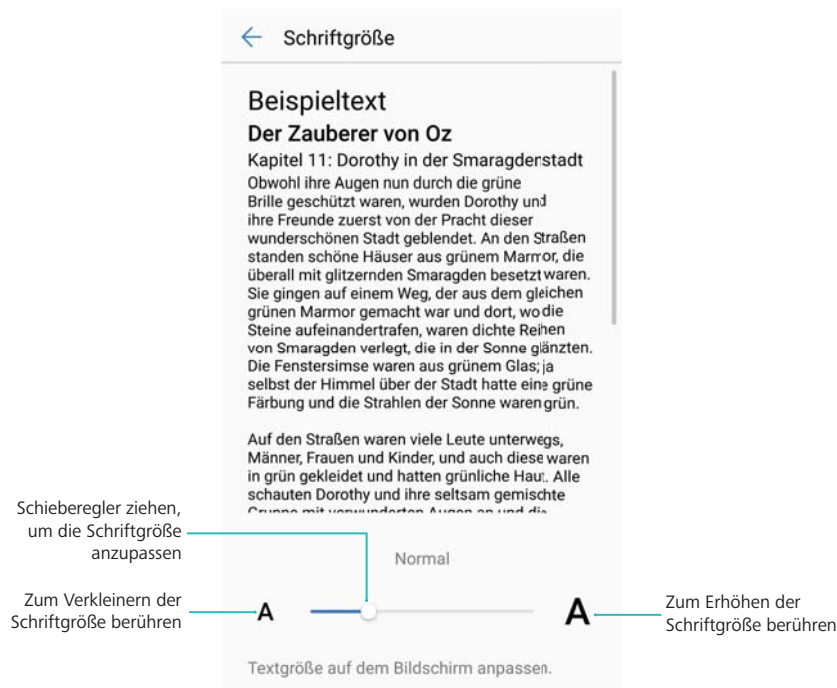 Schriftgröße
Beispieltext
Der Zauberer von Oz
Kapitel 11: Dorothy in der Smaragdenstadt
Obwohl ihre Augen nun durch die grüne
Brille geschützt waren, wurden Dorothy und
ihre Freunde zuerst von der Pracht dieser
wunderschönen Stadt geblendet. An den Straßen
standen schöne Häuser aus grünem Marmor, die
überall mit glitzernden Smaragden besetzt waren.
Sie gingen auf einem Weg, der aus dem gleichen
grünen Marmor gemacht war und dort, wo die
Steine aufeinandertrafen, waren dichte Reihen
von Smaragden verlegt, die in der Sonne glänzten.
Die Fenstersimse waren aus grünem Glas; ja
selbst der Himmel über der Stadt hatte eine grüne
Färbung und die Strahlen der Sonne waren grün.
Auf den Straßen waren viele Leute unterwegs,
Männer, Frauen und Kinder, und auch diese waren
in grün gekleidet und hatten grünliche Haut. Alle
schauten Dorothy und ihre seltsam gemischte
Gruppe mit verwunderten Augen an und die
Schieberegler ziehen,
um die Schriftgröße
anzupassen
Normal
Zum Verkleinern der
Schriftgröße berühren
A
A
Zum Erhöhen der
Schriftgröße berühren
Textgröße auf dem Bildschirm anpassen.